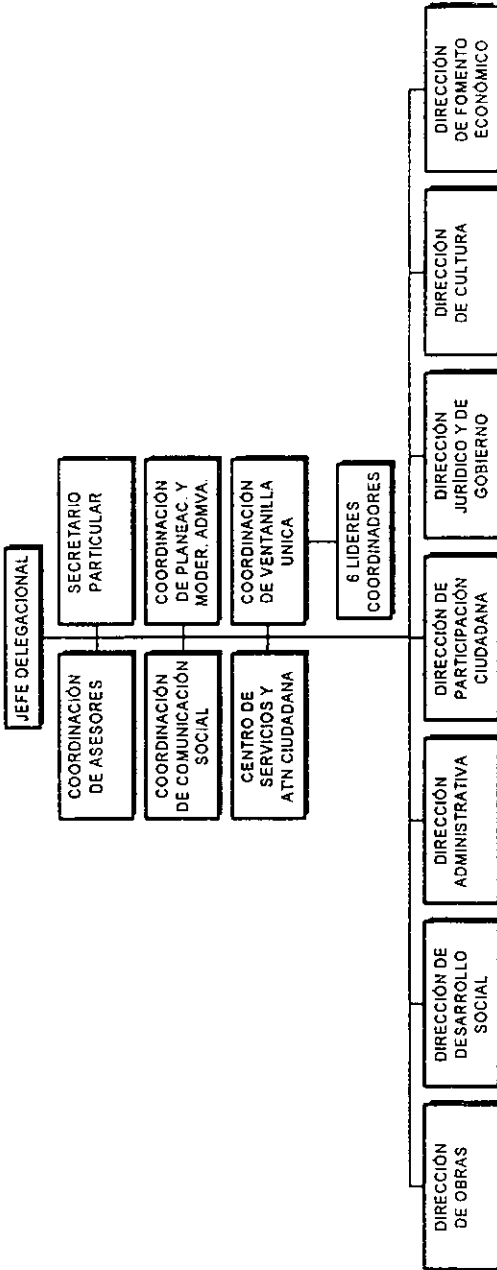 JEFE DELEGACIONAL
COORDINACIÓN
DE ASESORES
SECRETARIO
PARTICULAR
COORDINACIÓN
DE COMUNICACIÓN
SOCIAL
COORDINACIÓN
DE PLANEAC. Y
MODER. ADMVA.
CENTRO DE
SERVICIOS Y
AT'N CIUDADANA
COORDINACIÓN
DE VENTANILLA
UNICA
6 LIDERES
COORDINADORES
DIRECCIÓN
DE OBRAS
DIRECCIÓN DE
DESARROLLO
SOCIAL
DIRECCIÓN
ADMINISTRATIVA
DIRECCIÓN DE
PARTICIPACIÓN
CIUDADANA
DIRECCIÓN
JURÍDICO Y DE
GOBIERNO
DIRECCIÓN
DE CULTURA
DIRECCIÓN
DE FOMENTO
ECONÓMICO